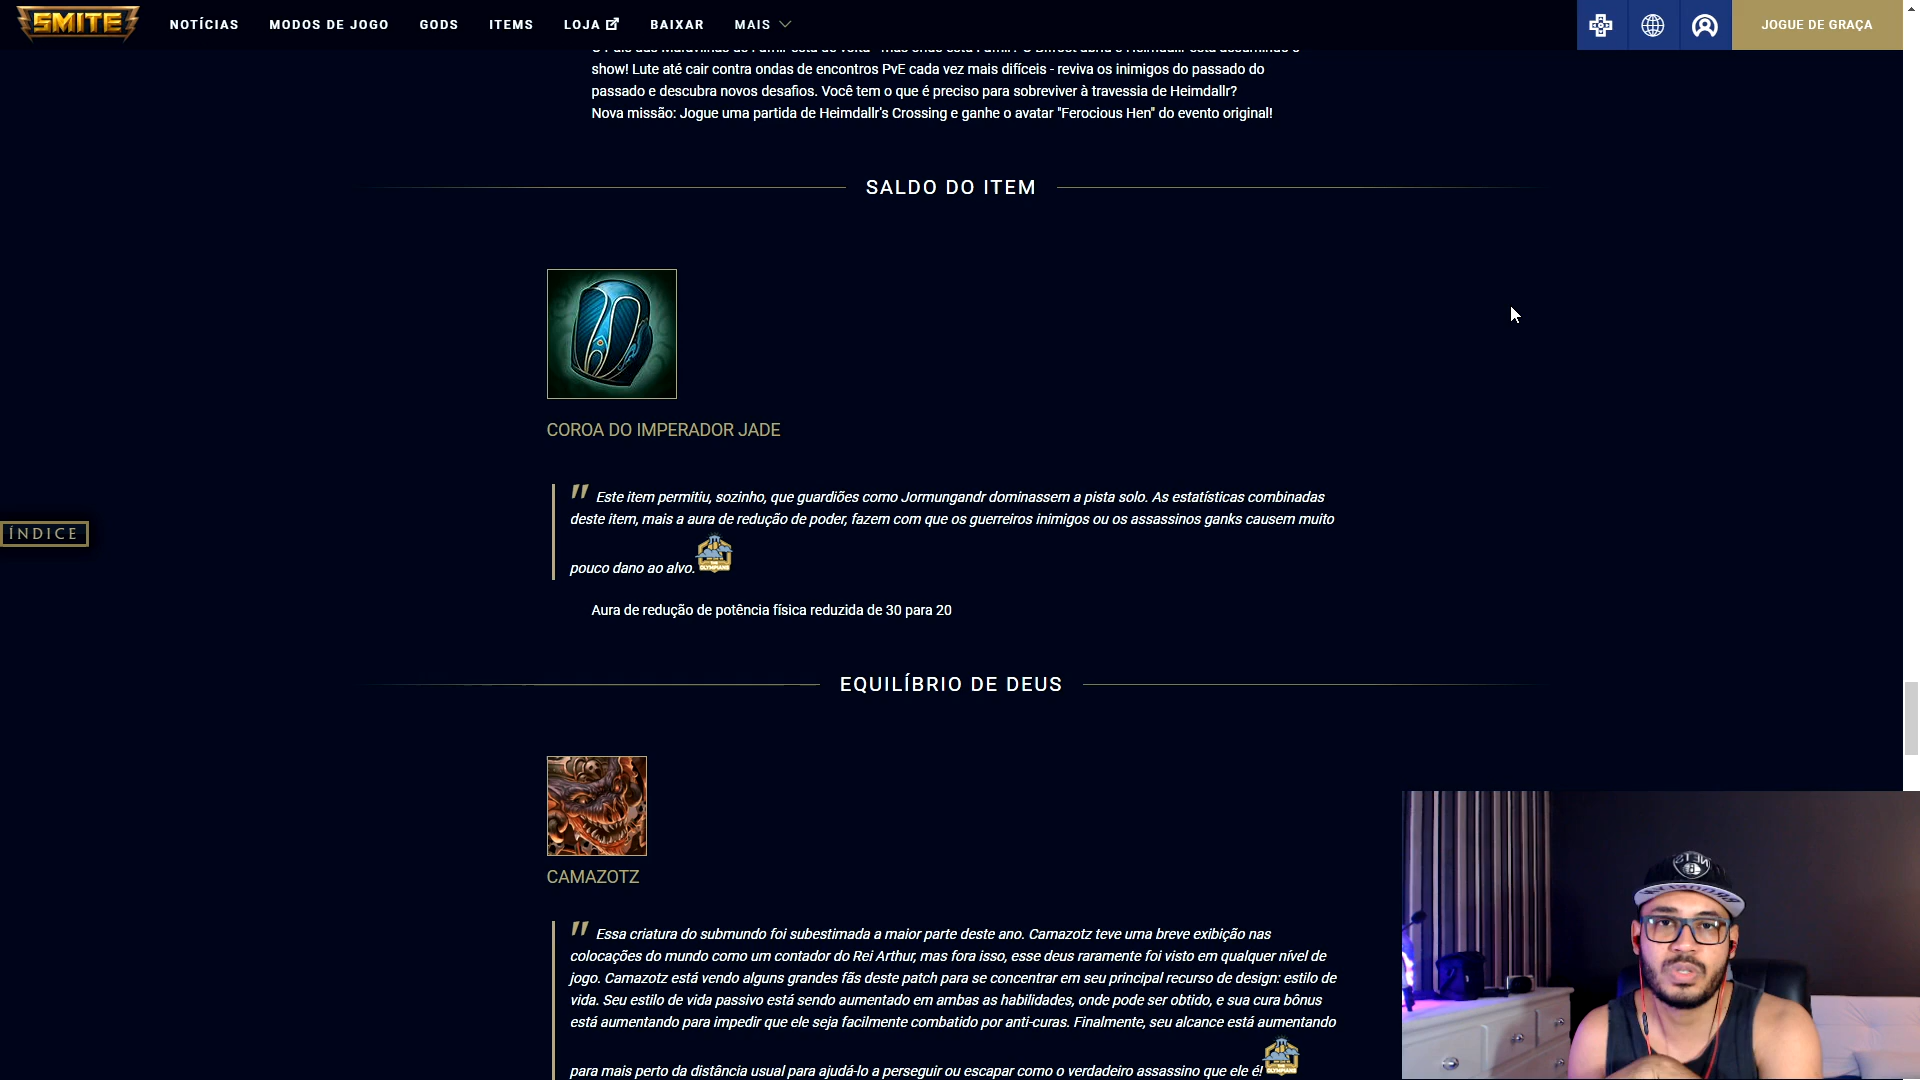 SMITE NOTÍCIAS MODOS DE JOGO GODS ITEMS LOJA BAIXAR MAIS JOGUE DE GRAÇA
show! Lute até cair contra ondas de encontros PvE cada vez mais difíceis - reviva os inimigos do passado do
passado e descubra novos desafios. Você tem o que é preciso para sobreviver à travessia de Heimdallr?
Nova missão: Jogue uma partida de Heimdallr's Crossing e ganhe o avatar "Ferocious Hen" do evento original!
SALDO DO ITEM
COROA DO IMPERADOR JADE
" Este item permitiu, sozinho, que guardiões como Jormungandr dominassem a pista solo. As estatísticas combinadas
deste item, mais a aura de redução de poder, fazem com que os guerreiros inimigos ou os assassinos ganks causem muito
ÍNDICE
pouco dano ao alvo.
Aura de redução de potência física reduzida de 30 para 20
EQUILÍBRIO DE DEUS
CAMAZOTZ
" Essa criatura do submundo foi subestimada a maior parte deste ano. Camazotz teve uma breve exibição nas
colocações do mundo como um contador do Rei Arthur, mas fora isso, esse deus raramente foi visto em qualquer nível de
jogo. Camazotz está vendo alguns grandes fãs deste patch para se concentrar em seu principal recurso de design: estilo de
vida. Seu estilo de vida passivo está sendo aumentado em ambas as habilidades, onde pode ser obtido, e sua cura bônus
está aumentando para impedir que ele seja facilmente combatido por anti-curas. Finalmente, seu alcance está aumentando
para mais perto da distância usual para ajudá-lo a perseguir ou escapar como o verdadeiro assassino que ele é!